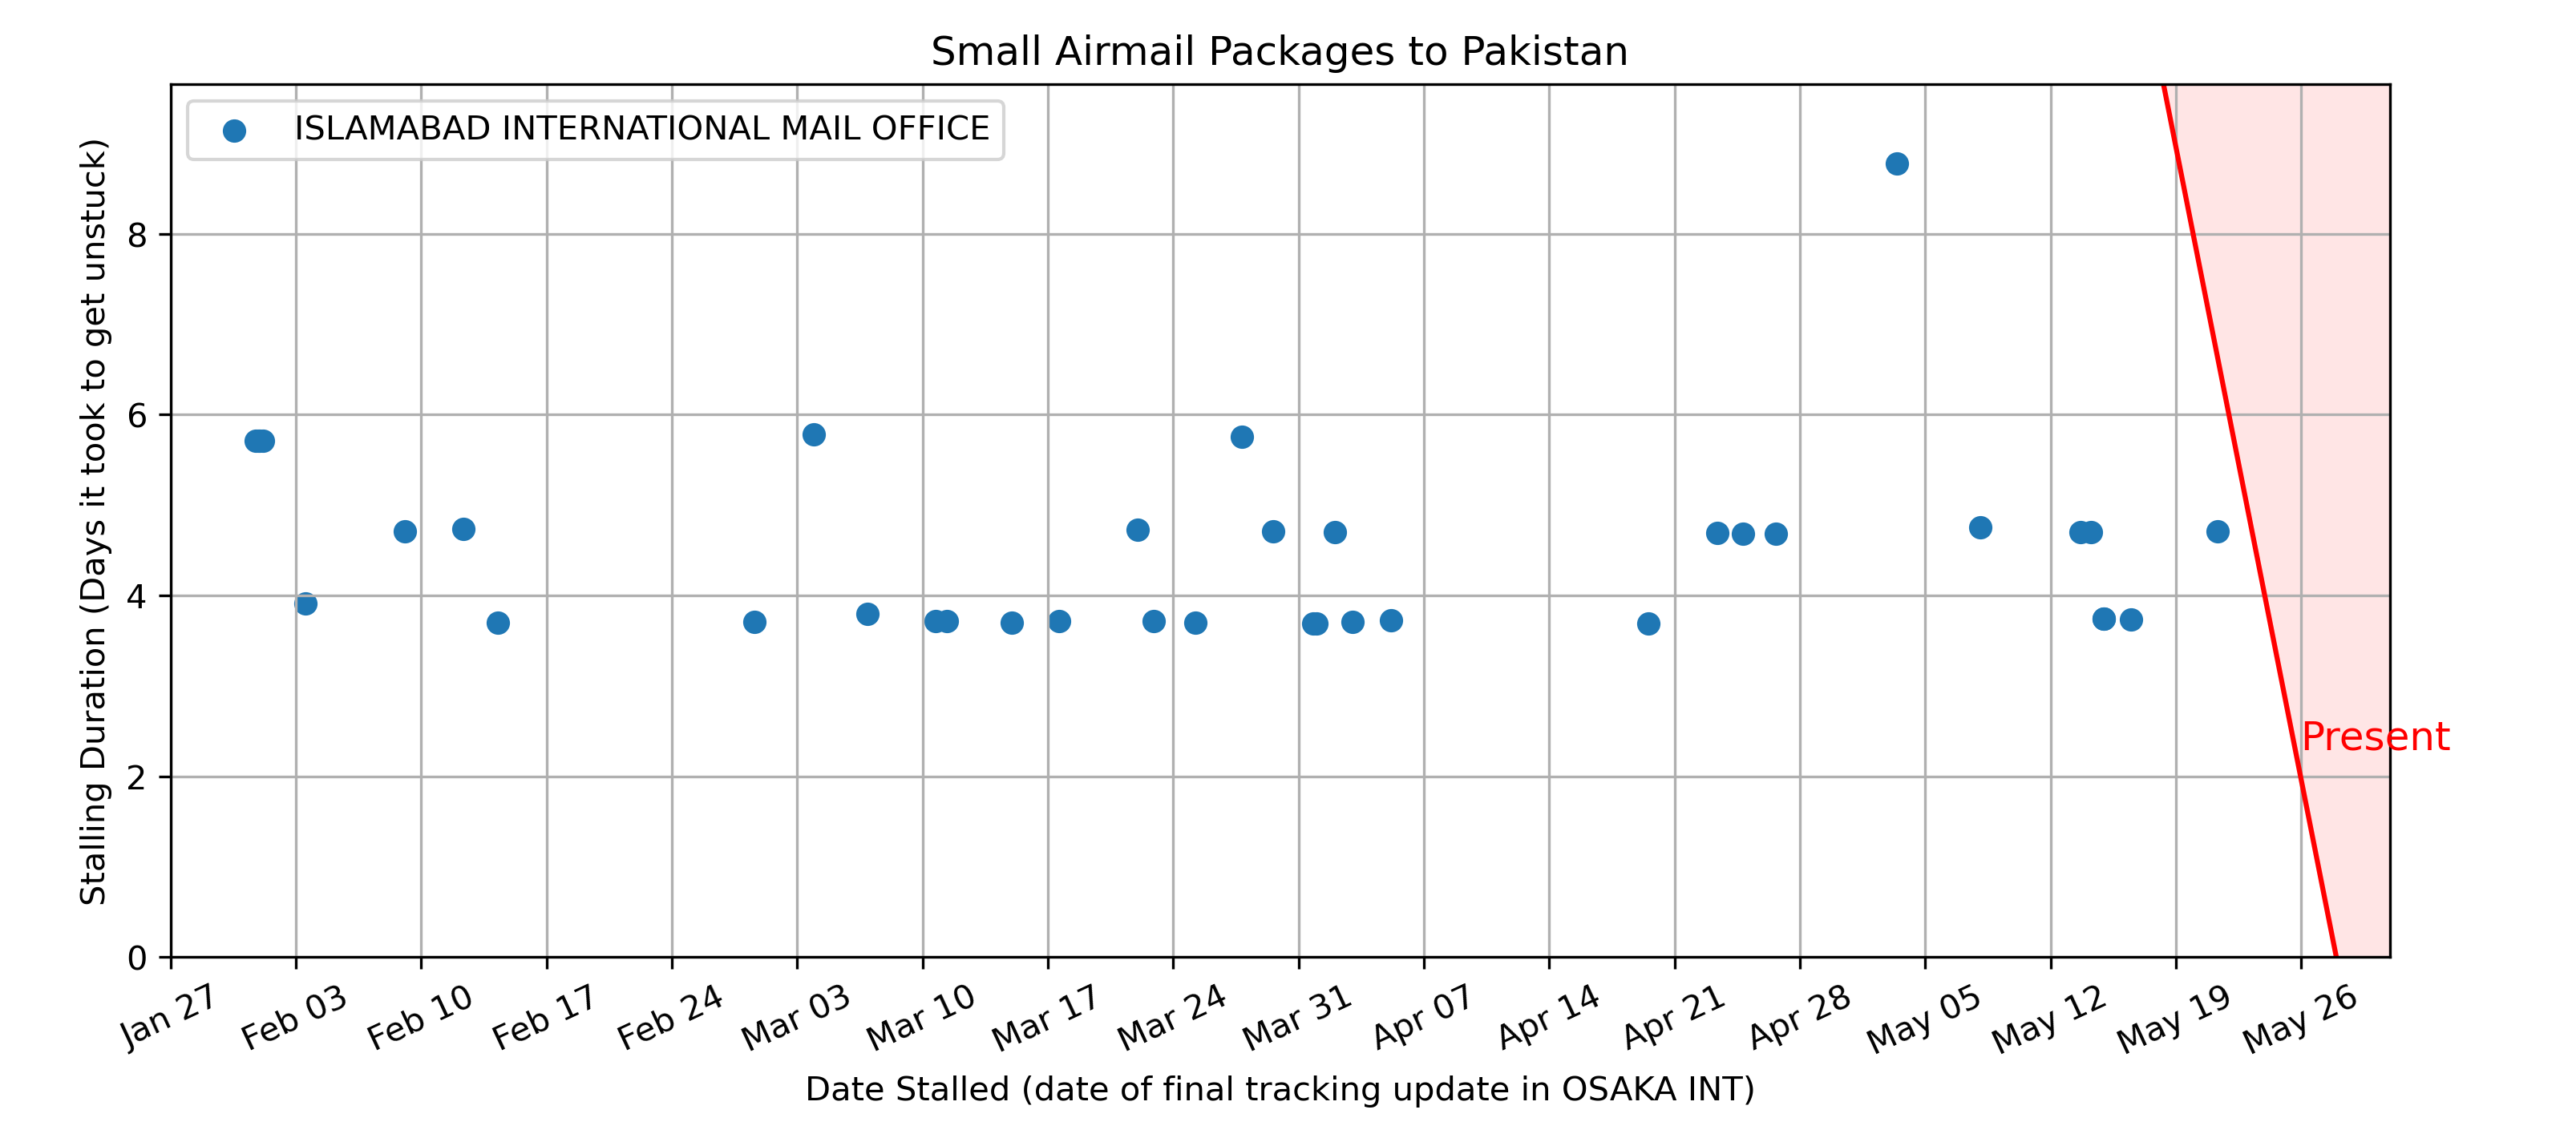 Small Airmail Packages to Pakistan
ISLAMABAD INTERNATIONAL MAIL OFFICE
Stalling Duration (Days it took to get unstuck)
8
6
4
2
0
Present
Jan 27
Feb 03
Feb 10
Feb 17
Feb 24
Mar 03
Mar 10
Mar 17
Mar 24
Mar 31
Apr 07
Apr 14
Apr 21
Apr 28
May 05
May 12
May 19
May 26
Date Stalled (date of final tracking update in OSAKA INT)